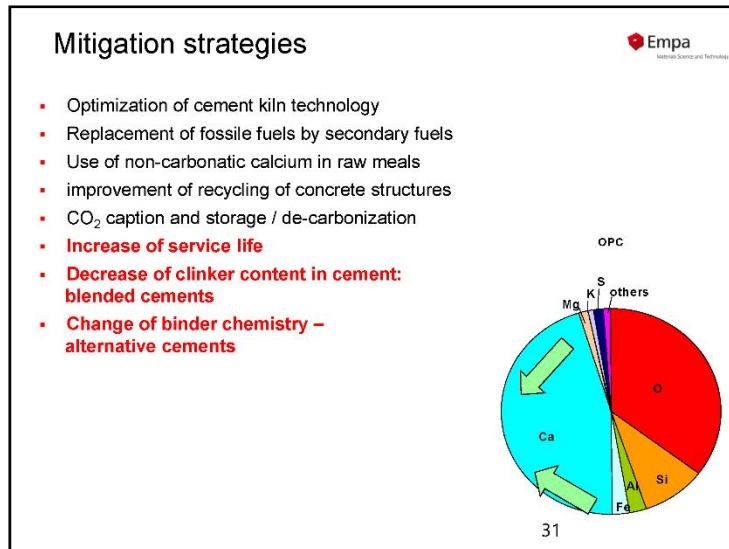 Mitigation strategies
Empa
Materials Science and Technology
▪ Optimization of cement kiln technology
▪ Replacement of fossile fuels by secondary fuels
▪ Use of non-carbonatic calcium in raw meals
▪ improvement of recycling of concrete structures
▪ CO₂ caption and storage / de-carbonization
▪ Increase of service life
▪ Decrease of clinker content in cement:
blended cements
▪ Change of binder chemistry –
alternative cements
OPC
Mg
K
S
others
O
Ca
Si
Al
Fe
31